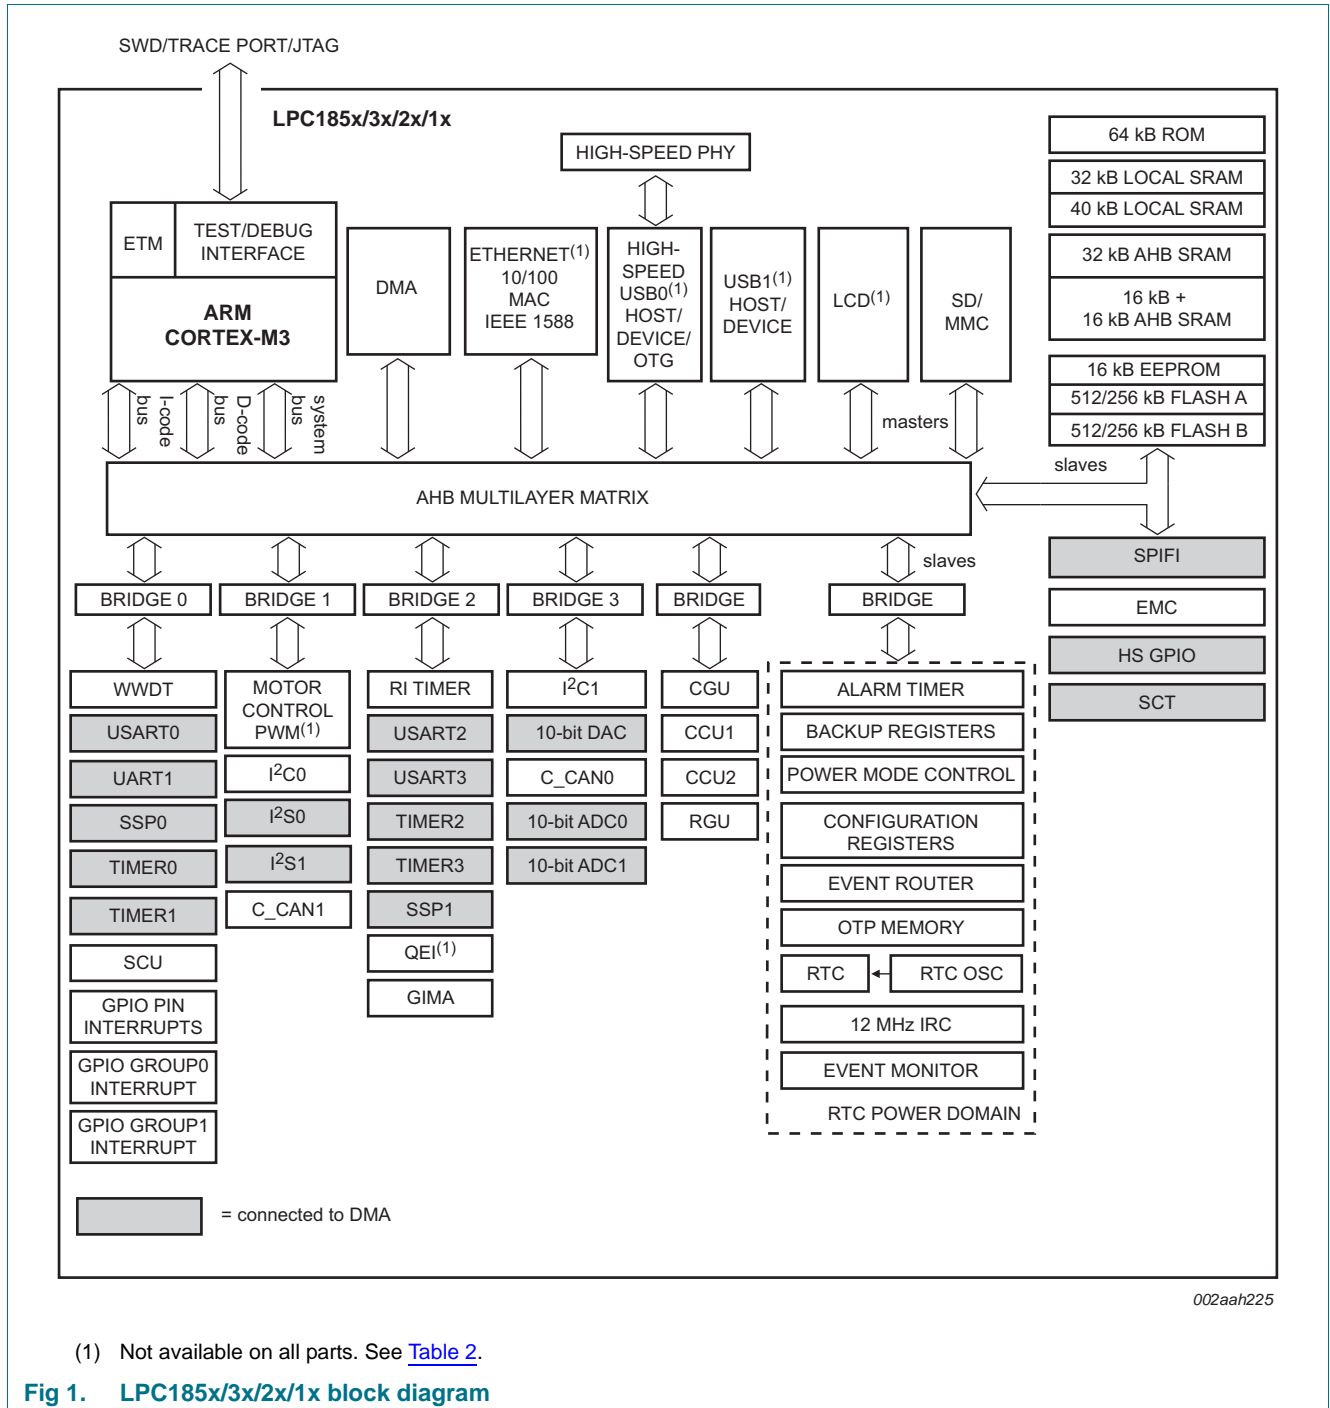 SWD/TRACE PORT/JTAG
LPC185x/3x/2x/1x
HIGH-SPEED PHY
ETM
TEST/DEBUG
INTERFACE
ARM
CORTEX-M3
DMA
ETHERNET(1)
10/100
MAC
IEEE 1588
HIGH-
SPEED
USB0(1)
HOST/
DEVICE/
OTG
USB1(1)
HOST/
DEVICE
LCD(1)
SD/
MMC
64 kB ROM
32 kB LOCAL SRAM
40 kB LOCAL SRAM
32 kB AHB SRAM
16 kB +
16 kB AHB SRAM
16 kB EEPROM
512/256 kB FLASH A
512/256 kB FLASH B
I-code
bus
D-code
bus
system
bus
masters
slaves
AHB MULTILAYER MATRIX
slaves
BRIDGE 0
BRIDGE 1
BRIDGE 2
BRIDGE 3
BRIDGE
BRIDGE
SPIFI
EMC
HS GPIO
SCT
WWDT
USART0
UART1
SSP0
TIMER0
TIMER1
SCU
GPIO PIN
INTERRUPTS
GPIO GROUP0
INTERRUPT
GPIO GROUP1
INTERRUPT
MOTOR
CONTROL
PWM(1)
I2C0
I2S0
I2S1
C_CAN1
RI TIMER
USART2
USART3
TIMER2
TIMER3
SSP1
QEI(1)
GIMA
I2C1
10-bit DAC
C_CAN0
10-bit ADC0
10-bit ADC1
CGU
CCU1
CCU2
RGU
ALARM TIMER
BACKUP REGISTERS
POWER MODE CONTROL
CONFIGURATION
REGISTERS
EVENT ROUTER
OTP MEMORY
RTC
RTC OSC
12 MHz IRC
EVENT MONITOR
RTC POWER DOMAIN
= connected to DMA
002aah225
(1) Not available on all parts. See Table 2.
Fig 1. LPC185x/3x/2x/1x block diagram